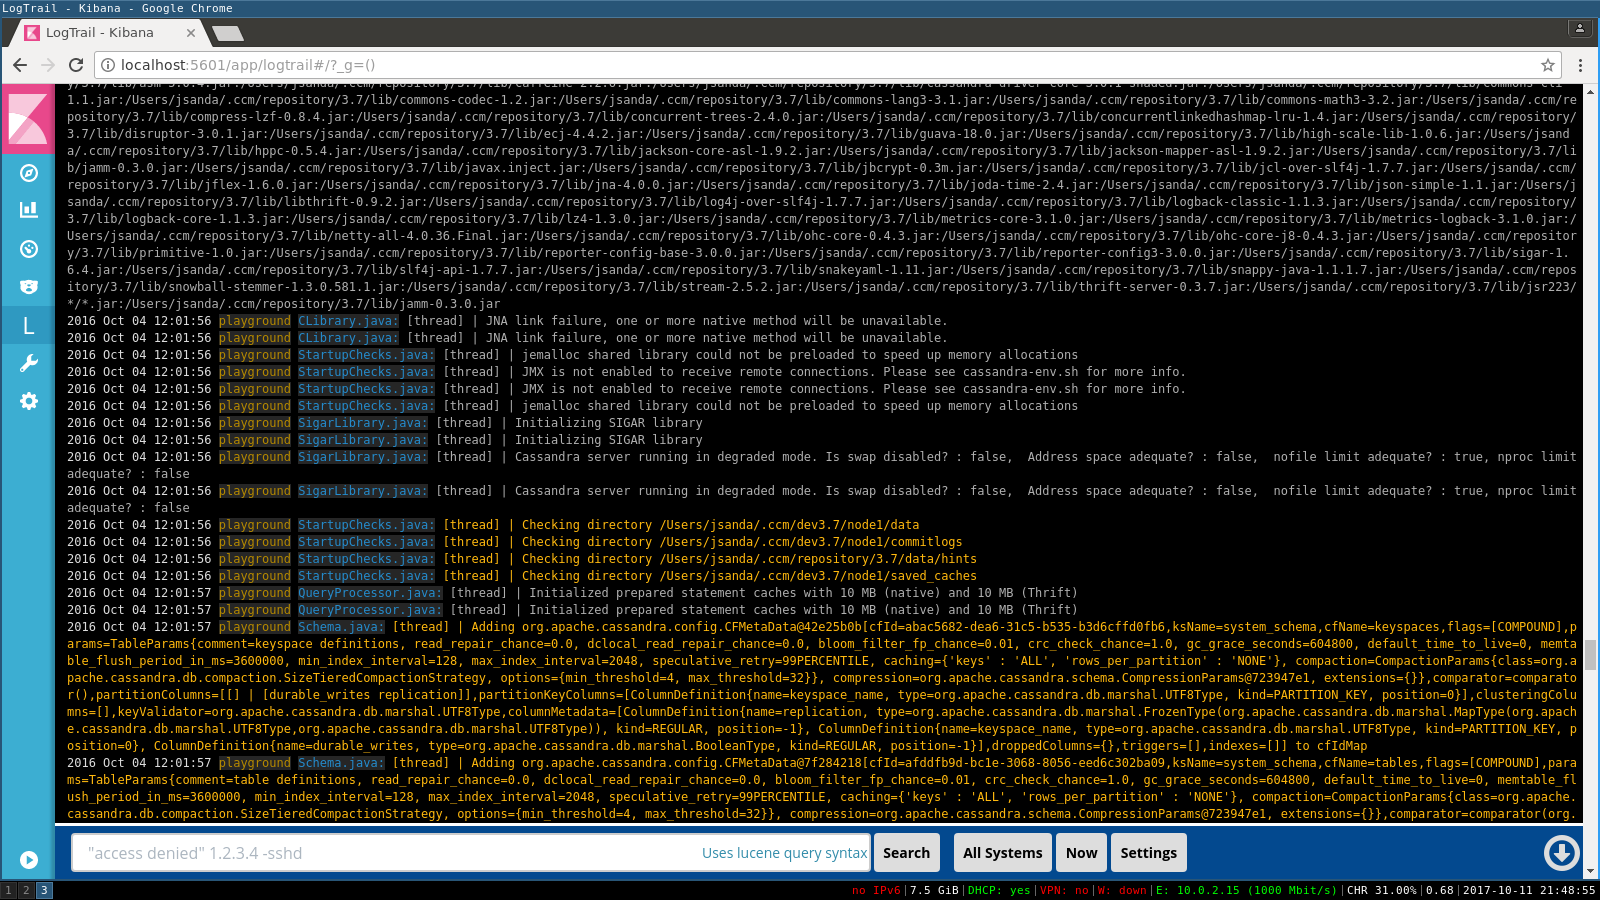 LogTrail - Kibana - Google Chrome
LogTrail - Kibana
localhost:5601/app/logtrail#/?_g=()
1.1.jar:/Users/jsanda/.ccm/repository/3.7/lib/commons-codec-1.2.jar:/Users/jsanda/.ccm/repository/3.7/lib/commons-lang3-3.1.jar:/Users/jsanda/.ccm/repository/3.7/lib/commons-math3-3.2.jar:/Users/jsanda/.ccm/re
pository/3.7/lib/compress-lzf-0.8.4.jar:/Users/jsanda/.ccm/repository/3.7/lib/concurrent-trees-2.4.0.jar:/Users/jsanda/.ccm/repository/3.7/lib/concurrentlinkedhashmap-lru-1.4.jar:/Users/jsanda/.ccm/repository/
3.7/lib/disruptor-3.0.1.jar:/Users/jsanda/.ccm/repository/3.7/lib/ecj-4.4.2.jar:/Users/jsanda/.ccm/repository/3.7/lib/guava-18.0.jar:/Users/jsanda/.ccm/repository/3.7/lib/high-scale-lib-1.0.6.jar:/Users/jsand
a/.ccm/repository/3.7/lib/hppc-0.5.4.jar:/Users/jsanda/.ccm/repository/3.7/lib/jackson-core-asl-1.9.2.jar:/Users/jsanda/.ccm/repository/3.7/lib/jackson-mapper-asl-1.9.2.jar:/Users/jsanda/.ccm/repository/3.7/li
b/jamm-0.3.0.jar:/Users/jsanda/.ccm/repository/3.7/lib/javax.inject.jar:/Users/jsanda/.ccm/repository/3.7/lib/jbcrypt-0.3m.jar:/Users/jsanda/.ccm/repository/3.7/lib/jcl-over-slf4j-1.7.7.jar:/Users/jsanda/.ccm/
repository/3.7/lib/jflex-1.6.0.jar:/Users/jsanda/.ccm/repository/3.7/lib/jna-4.0.0.jar:/Users/jsanda/.ccm/repository/3.7/lib/joda-time-2.4.jar:/Users/jsanda/.ccm/repository/3.7/lib/json-simple-1.1.jar:/Users/j
sanda/.ccm/repository/3.7/lib/libthrift-0.9.2.jar:/Users/jsanda/.ccm/repository/3.7/lib/log4j-over-slf4j-1.7.7.jar:/Users/jsanda/.ccm/repository/3.7/lib/logback-classic-1.1.3.jar:/Users/jsanda/.ccm/repository/
3.7/lib/logback-core-1.1.3.jar:/Users/jsanda/.ccm/repository/3.7/lib/lz4-1.3.0.jar:/Users/jsanda/.ccm/repository/3.7/lib/metrics-core-3.1.0.jar:/Users/jsanda/.ccm/repository/3.7/lib/metrics-logback-3.1.0.jar:/
Users/jsanda/.ccm/repository/3.7/lib/netty-all-4.0.36.Final.jar:/Users/jsanda/.ccm/repository/3.7/lib/ohc-core-0.4.3.jar:/Users/jsanda/.ccm/repository/3.7/lib/ohc-core-j8-0.4.3.jar:/Users/jsanda/.ccm/repositor
y/3.7/lib/primitive-1.0.jar:/Users/jsanda/.ccm/repository/3.7/lib/reporter-config-base-3.0.0.jar:/Users/jsanda/.ccm/repository/3.7/lib/reporter-config3-3.0.0.jar:/Users/jsanda/.ccm/repository/3.7/lib/sigar-1.
6.4.jar:/Users/jsanda/.ccm/repository/3.7/lib/slf4j-api-1.7.7.jar:/Users/jsanda/.ccm/repository/3.7/lib/snakeyaml-1.11.jar:/Users/jsanda/.ccm/repository/3.7/lib/snappy-java-1.1.1.7.jar:/Users/jsanda/.ccm/repos
itory/3.7/lib/snowball-stemmer-1.3.0.581.1.jar:/Users/jsanda/.ccm/repository/3.7/lib/stream-2.5.2.jar:/Users/jsanda/.ccm/repository/3.7/lib/thrift-server-0.3.7.jar:/Users/jsanda/.ccm/repository/3.7/lib/jsr223/
*/*.jar:/Users/jsanda/.ccm/repository/3.7/lib/jamm-0.3.0.jar
2016 Oct 04 12:01:56 playground CLibrary.java: [thread] | JNA link failure, one or more native method will be unavailable.
2016 Oct 04 12:01:56 playground CLibrary.java: [thread] | JNA link failure, one or more native method will be unavailable.
2016 Oct 04 12:01:56 playground StartupChecks.java: [thread] | jemalloc shared library could not be preloaded to speed up memory allocations
2016 Oct 04 12:01:56 playground StartupChecks.java: [thread] | JMX is not enabled to receive remote connections. Please see cassandra-env.sh for more info.
2016 Oct 04 12:01:56 playground StartupChecks.java: [thread] | JMX is not enabled to receive remote connections. Please see cassandra-env.sh for more info.
2016 Oct 04 12:01:56 playground StartupChecks.java: [thread] | jemalloc shared library could not be preloaded to speed up memory allocations
2016 Oct 04 12:01:56 playground SigarLibrary.java: [thread] | Initializing SIGAR library
2016 Oct 04 12:01:56 playground SigarLibrary.java: [thread] | Initializing SIGAR library
2016 Oct 04 12:01:56 playground SigarLibrary.java: [thread] | Cassandra server running in degraded mode. Is swap disabled? : false,  Address space adequate? : false,  nofile limit adequate? : true, nproc limit
adequate? : false
2016 Oct 04 12:01:56 playground SigarLibrary.java: [thread] | Cassandra server running in degraded mode. Is swap disabled? : false,  Address space adequate? : false,  nofile limit adequate? : true, nproc limit
adequate? : false
2016 Oct 04 12:01:56 playground StartupChecks.java: [thread] | Checking directory /Users/jsanda/.ccm/dev3.7/node1/data
2016 Oct 04 12:01:56 playground StartupChecks.java: [thread] | Checking directory /Users/jsanda/.ccm/dev3.7/node1/commitlogs
2016 Oct 04 12:01:56 playground StartupChecks.java: [thread] | Checking directory /Users/jsanda/.ccm/repository/3.7/data/hints
2016 Oct 04 12:01:56 playground StartupChecks.java: [thread] | Checking directory /Users/jsanda/.ccm/dev3.7/node1/saved_caches
2016 Oct 04 12:01:57 playground QueryProcessor.java: [thread] | Initialized prepared statement caches with 10 MB (native) and 10 MB (Thrift)
2016 Oct 04 12:01:57 playground QueryProcessor.java: [thread] | Initialized prepared statement caches with 10 MB (native) and 10 MB (Thrift)
2016 Oct 04 12:01:57 playground Schema.java: [thread] | Adding org.apache.cassandra.config.CFMetaData@42e25b0b[cfId=abac5682-dea6-31c5-b535-b3d6cffd0fb6,ksName=system_schema,cfName=keyspaces,flags=[COMPOUND],p
arams=TableParams{comment=keyspace definitions, read_repair_chance=0.0, dclocal_read_repair_chance=0.0, bloom_filter_fp_chance=0.01, crc_check_chance=1.0, gc_grace_seconds=604800, default_time_to_live=0, memta
ble_flush_period_in_ms=3600000, min_index_interval=128, max_index_interval=2048, speculative_retry=99PERCENTILE, caching={'keys' : 'ALL', 'rows_per_partition' : 'NONE'}, compaction=CompactionParams{class=org.a
pache.cassandra.db.compaction.SizeTieredCompactionStrategy, options={min_threshold=4, max_threshold=32}}, compression=org.apache.cassandra.schema.CompressionParams@723947e1, extensions={}},comparator=comparato
r(),partitionColumns=[[] | [durable_writes replication]],partitionKeyColumns=[ColumnDefinition{name=keyspace_name, type=org.apache.cassandra.db.marshal.UTF8Type, kind=PARTITION_KEY, position=0}],clusteringColu
mns=[],keyValidator=org.apache.cassandra.db.marshal.UTF8Type,columnMetadata=[ColumnDefinition{name=replication, type=org.apache.cassandra.db.marshal.FrozenType(org.apache.cassandra.db.marshal.MapType(org.apach
e.cassandra.db.marshal.UTF8Type,org.apache.cassandra.db.marshal.UTF8Type)), kind=REGULAR, position=-1}, ColumnDefinition{name=keyspace_name, type=org.apache.cassandra.db.marshal.UTF8Type, kind=PARTITION_KEY, p
osition=0}, ColumnDefinition{name=durable_writes, type=org.apache.cassandra.db.marshal.BooleanType, kind=REGULAR, position=-1}],droppedColumns={},triggers=[],indexes=[]] to cfIdMap
2016 Oct 04 12:01:57 playground Schema.java: [thread] | Adding org.apache.cassandra.config.CFMetaData@7f284218[cfId=afddfb9d-bc1e-3068-8056-eed6c302ba09,ksName=system_schema,cfName=tables,flags=[COMPOUND],para
ms=TableParams{comment=table definitions, read_repair_chance=0.0, dclocal_read_repair_chance=0.0, bloom_filter_fp_chance=0.01, crc_check_chance=1.0, gc_grace_seconds=604800, default_time_to_live=0, memtable_fl
ush_period_in_ms=3600000, min_index_interval=128, max_index_interval=2048, speculative_retry=99PERCENTILE, caching={'keys' : 'ALL', 'rows_per_partition' : 'NONE'}, compaction=CompactionParams{class=org.apache.
cassandra.db.compaction.SizeTieredCompactionStrategy, options={min_threshold=4, max_threshold=32}}, compression=org.apache.cassandra.schema.CompressionParams@723947e1, extensions={}},comparator=comparator(org.
L
"access denied" 1.2.3.4 -sshd
Uses lucene query syntax
Search
All Systems
Now
Settings
1 2 3
no IPv6|7.5 GiB|DHCP: yes|VPN: no|W: down|E: 10.0.2.15 (1000 Mbit/s)|CHR 31.00%|0.68|2017-10-11 21:48:55